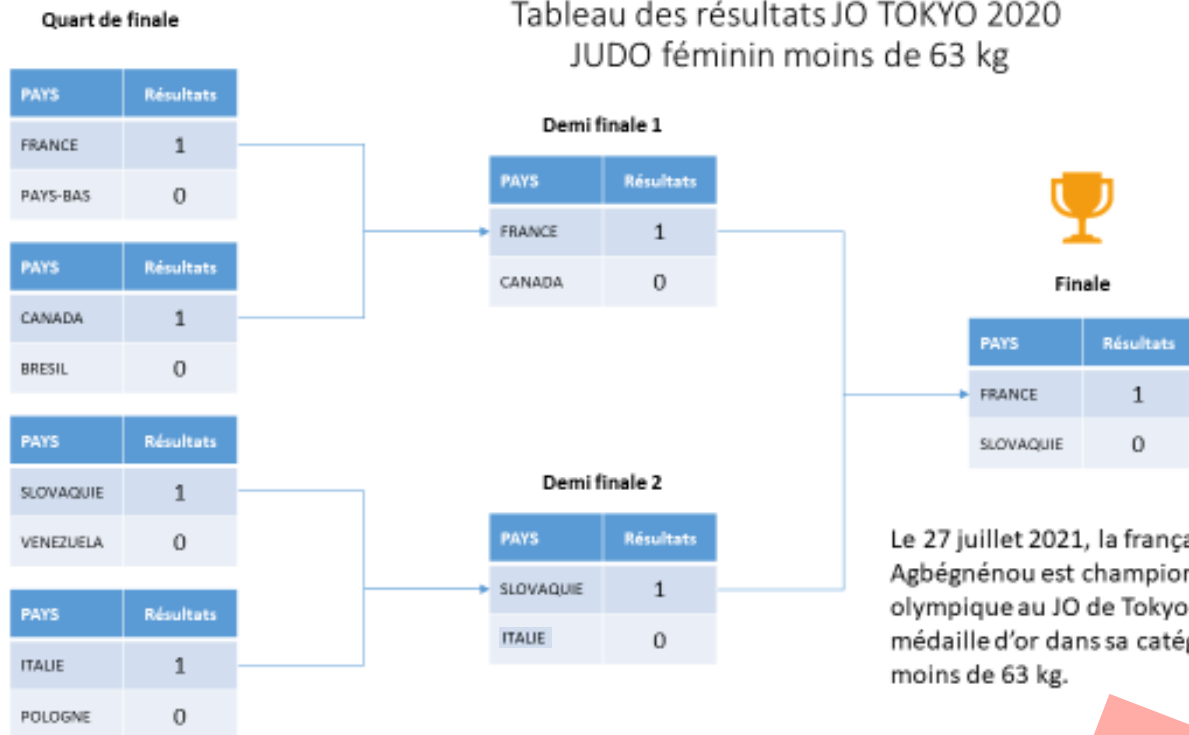 Tableau des résultats JO TOKYO 2020
JUDO féminin moins de 63 kg
Quart de finale
PAYS Résultats
FRANCE 1
PAYS-BAS 0
PAYS Résultats
CANADA 1
BRESIL 0
PAYS Résultats
SLOVAQUIE 1
VENEZUELA 0
PAYS Résultats
ITALIE 1
POLOGNE 0
Demi finale 1
PAYS Résultats
FRANCE 1
CANADA 0
Demi finale 2
PAYS Résultats
SLOVAQUIE 1
ITALIE 0
Finale
PAYS Résultats
FRANCE 1
SLOVAQUIE 0
Le 27 juillet 2021, la frança
Agbégnénou est champion
olympique au JO de Tokyo
médaille d'or dans sa catég
moins de 63 kg.